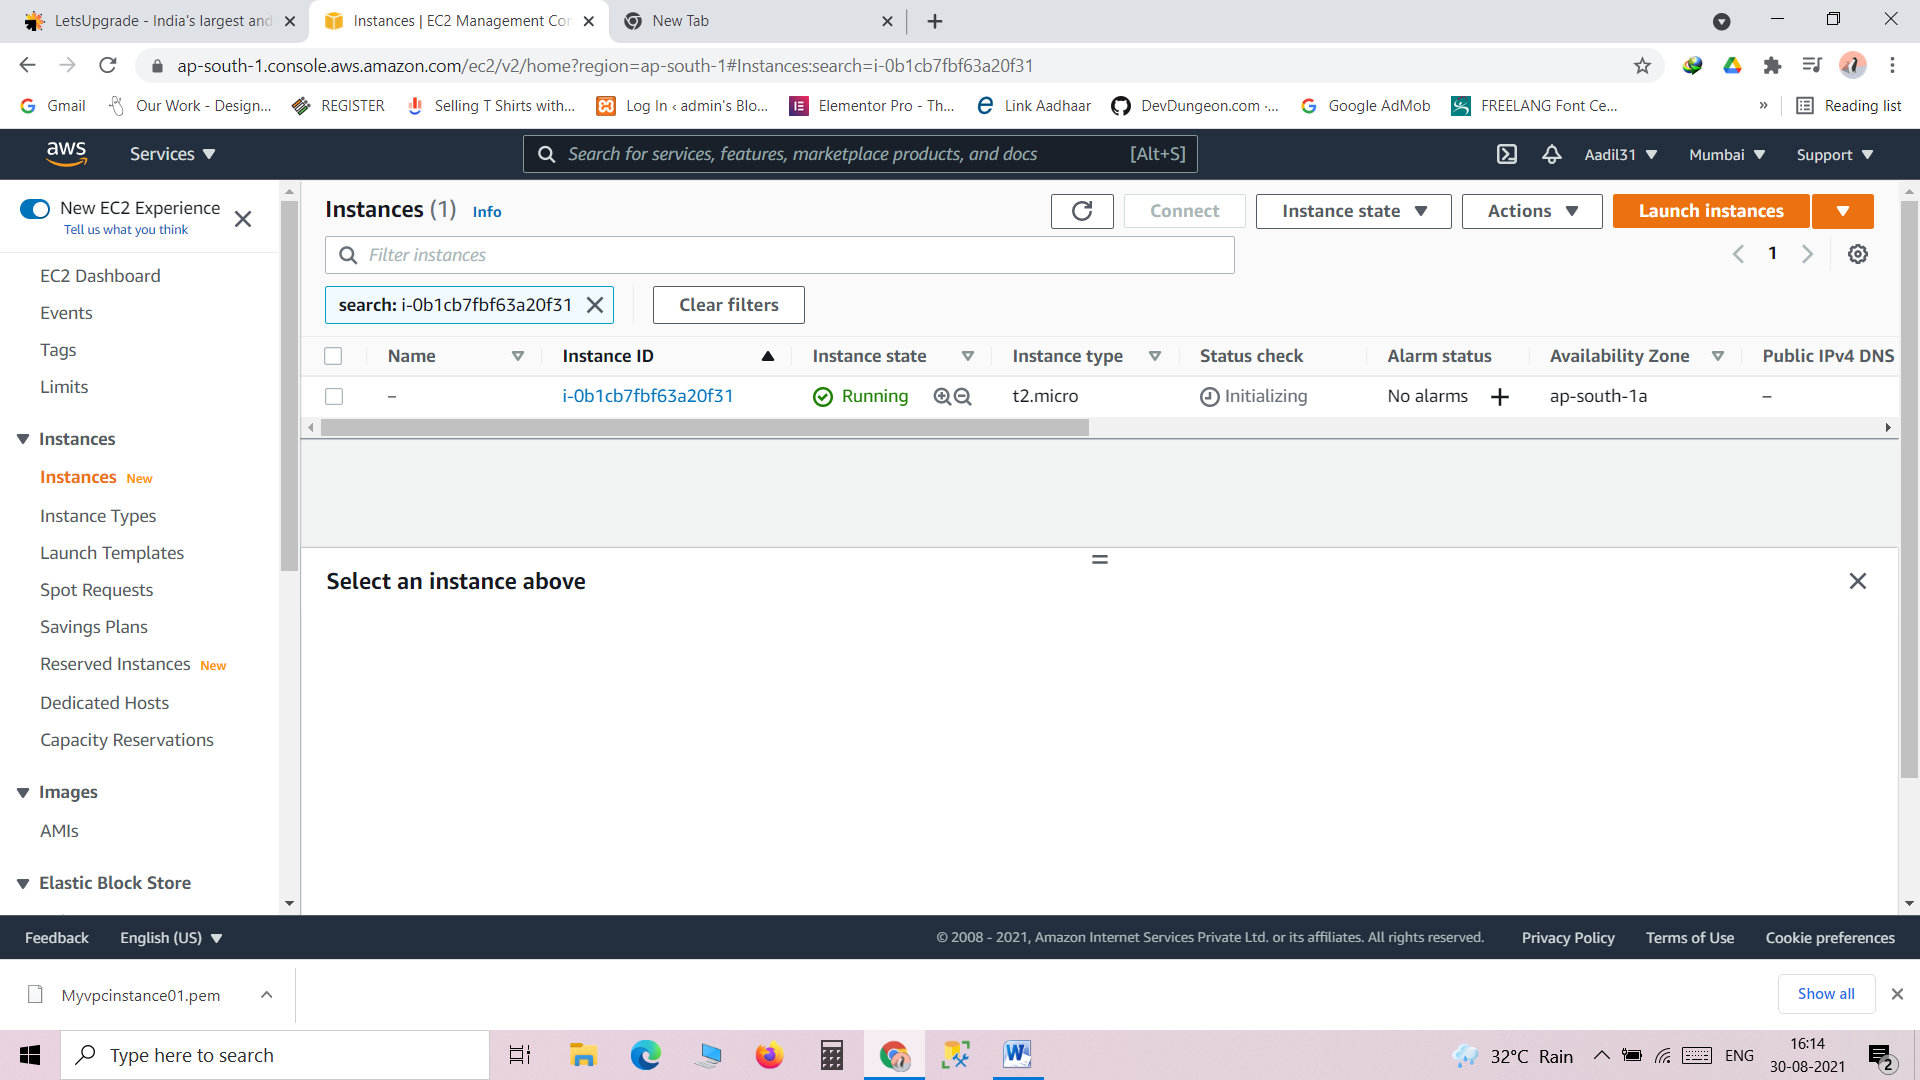 LetsUpgrade - India's largest and
Instances | EC2 Management Con
New Tab
ap-south-1.console.aws.amazon.com/ec2/v2/home?region=ap-south-1#Instances:search=i-0b1cb7fbf63a20f31
Gmail
Our Work - Design...
REGISTER
Selling T Shirts with...
Log In ‹ admin's Blo...
Elementor Pro - Th...
Link Aadhaar
DevDungeon.com -...
Google AdMob
FREELANG Font Ce...
»
Reading list
aws
Services
Search for services, features, marketplace products, and docs
[Alt+S]
Aadil31
Mumbai
Support
New EC2 Experience
Tell us what you think
EC2 Dashboard
Events
Tags
Limits
Instances
Instances New
Instance Types
Launch Templates
Spot Requests
Savings Plans
Reserved Instances New
Dedicated Hosts
Capacity Reservations
Images
AMIs
Elastic Block Store
Instances (1) Info
Connect
Instance state
Actions
Launch instances
Filter instances
1
search: i-0b1cb7fbf63a20f31
Clear filters
Name
Instance ID
Instance state
Instance type
Status check
Alarm status
Availability Zone
Public IPv4 DNS
–
i-0b1cb7fbf63a20f31
Running
t2.micro
Initializing
No alarms
ap-south-1a
–
Select an instance above
Feedback
English (US)
© 2008 - 2021, Amazon Internet Services Private Ltd. or its affiliates. All rights reserved.
Privacy Policy
Terms of Use
Cookie preferences
Myvpcinstance01.pem
Show all
Type here to search
32°C Rain
ENG
16:14
30-08-2021
2